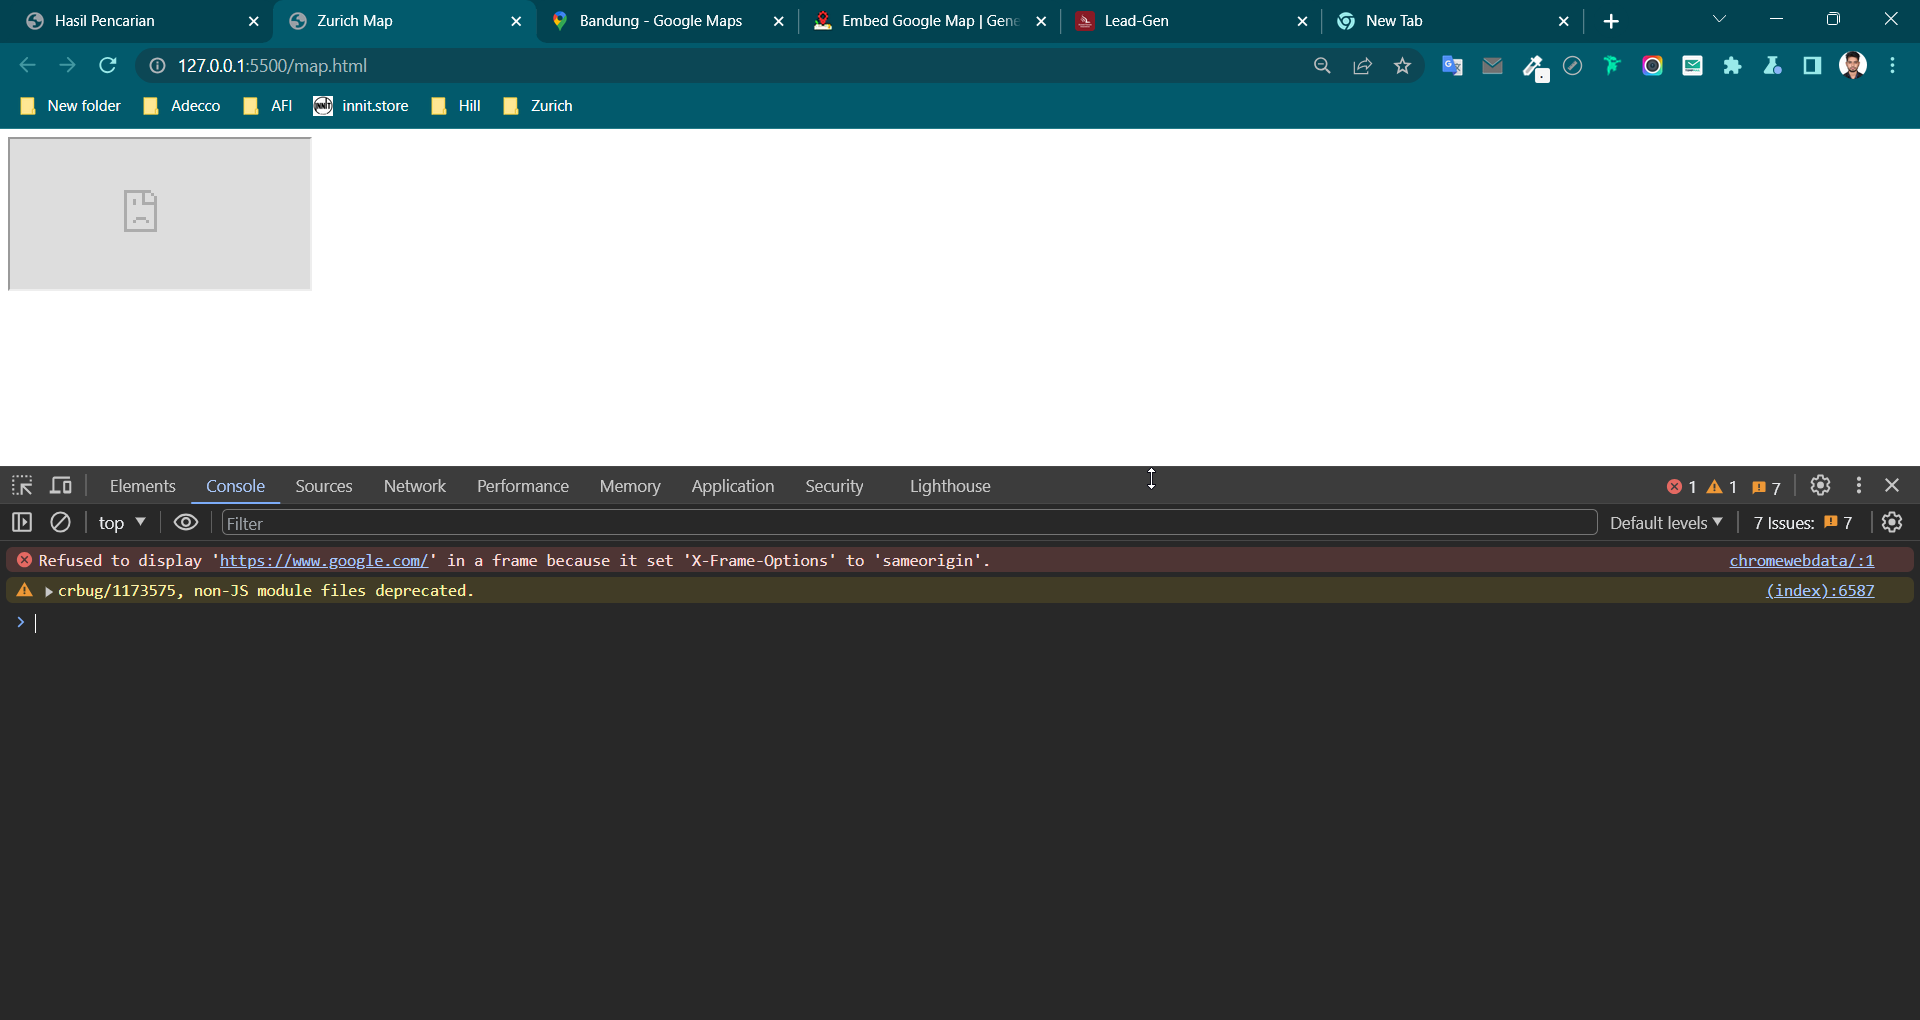 Hasil Pencarian
Zurich Map
Bandung - Google Maps
Embed Google Map | Gene
Lead-Gen
New Tab
127.0.0.1:5500/map.html
New folder
Adecco
AFI
INNIT innit.store
Hill
Zurich
Elements Console Sources Network Performance Memory Application Security Lighthouse 1 1 7
top Filter Default levels 7 Issues: 7
Refused to display 'https://www.google.com/' in a frame because it set 'X-Frame-Options' to 'sameorigin'. chromewebdata/:1
crbug/1173575, non-JS module files deprecated. (index):6587